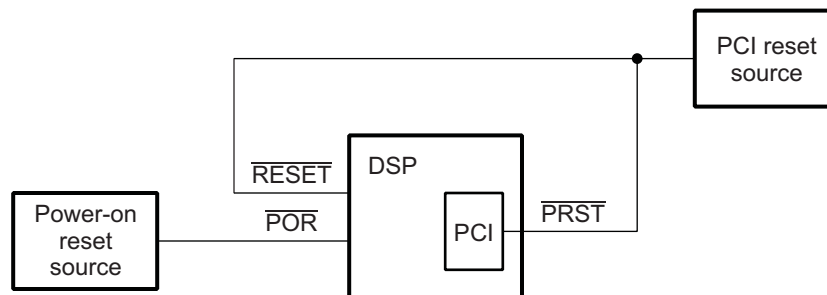 PCI reset
source
DSP
RESET
Power-on
reset
source
POR
PCI
PRST